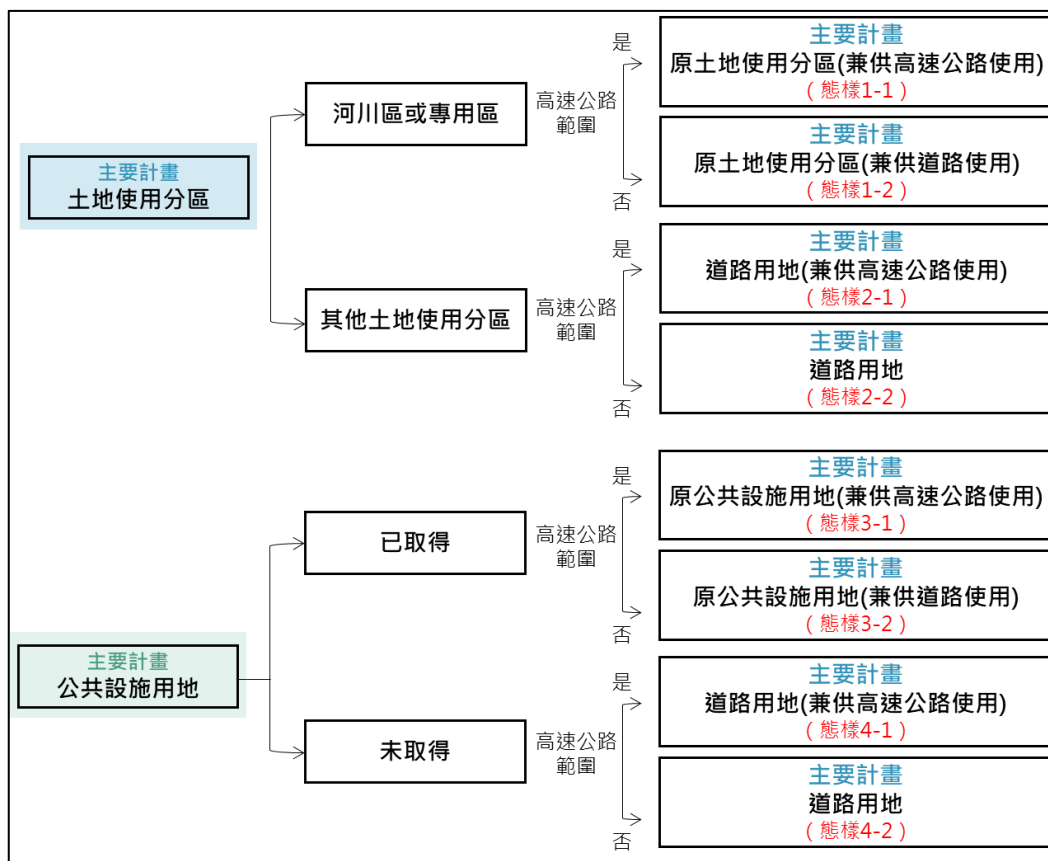 主要計畫
土地使用分區
河川區或專用區
高速公路
範圍
是
否
主要計畫
原土地使用分區(兼供高速公路使用)
（態樣1-1）
主要計畫
原土地使用分區(兼供道路使用)
（態樣1-2）
其他土地使用分區
高速公路
範圍
是
否
主要計畫
道路用地(兼供高速公路使用)
（態樣2-1）
主要計畫
道路用地
（態樣2-2）
主要計畫
公共設施用地
已取得
高速公路
範圍
是
否
主要計畫
原公共設施用地(兼供高速公路使用)
（態樣3-1）
主要計畫
原公共設施用地(兼供道路使用)
（態樣3-2）
未取得
高速公路
範圍
是
否
主要計畫
道路用地(兼供高速公路使用)
（態樣4-1）
主要計畫
道路用地
（態樣4-2）